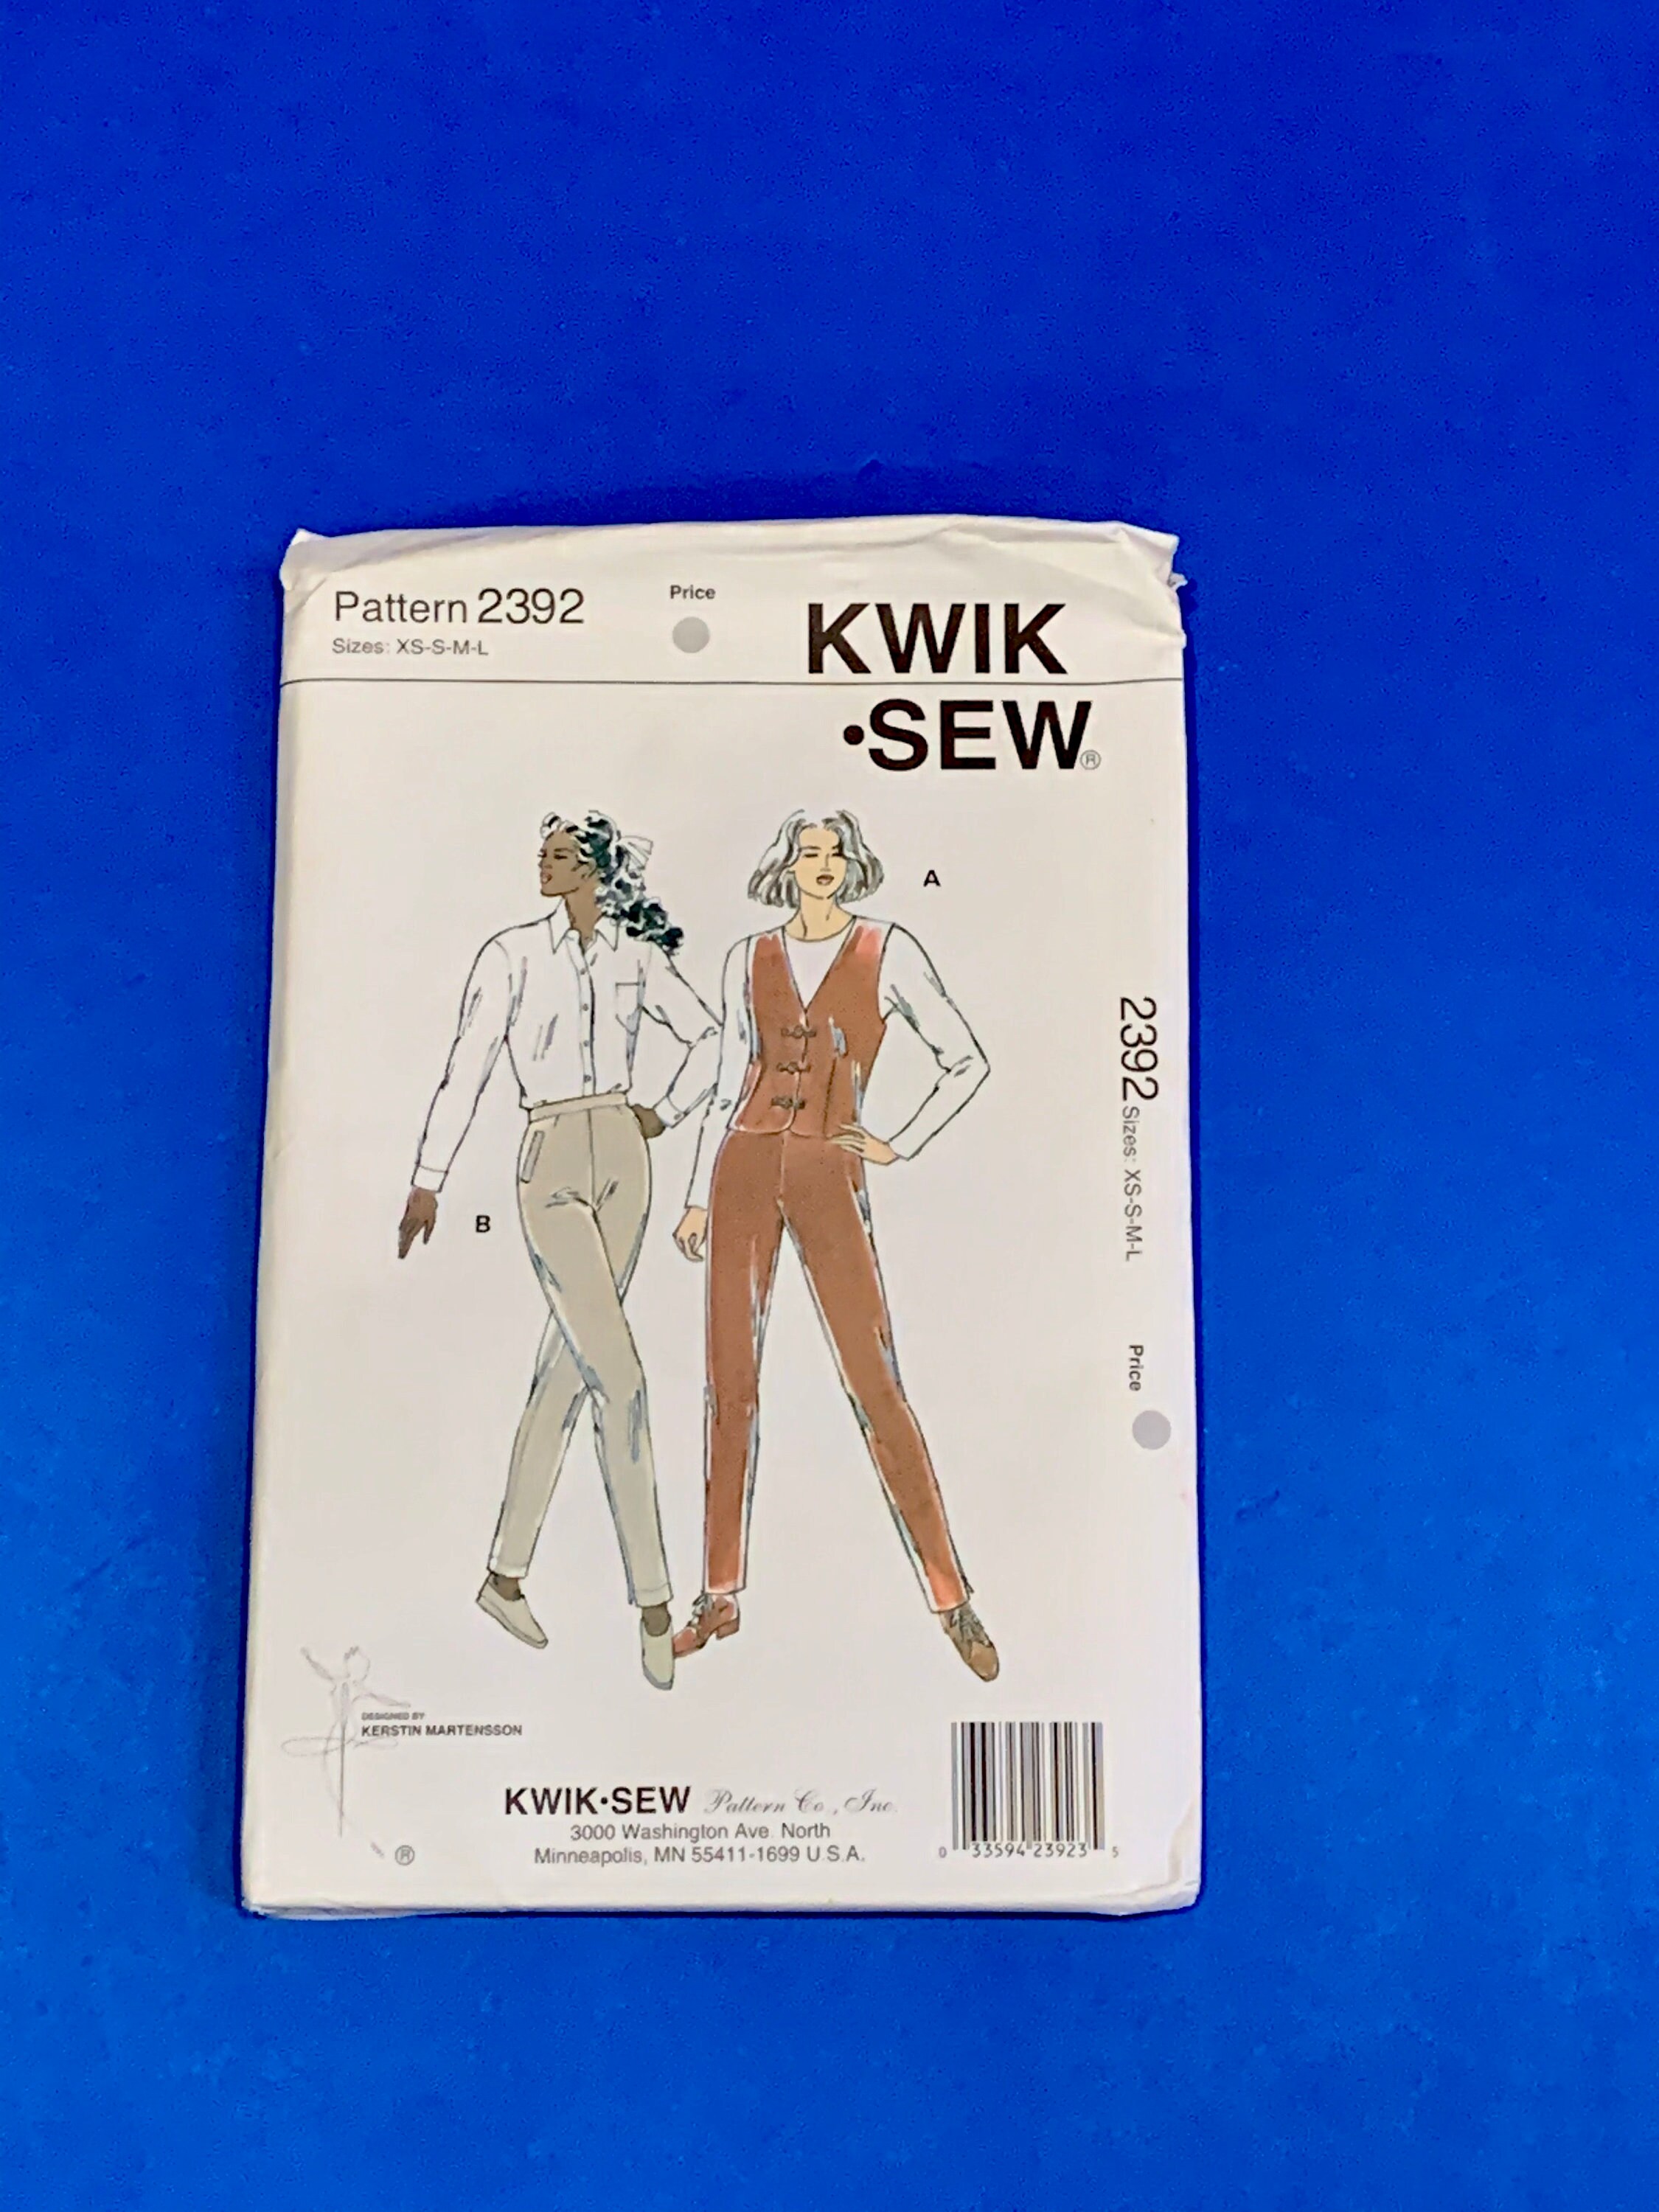 Pattern 2392
Sizes: XS-S-M-L
Price
KWIK
•SEW®
A
B
2392 Sizes: XS-S-M-L Price
DESIGNED BY
KERSTIN MARTENSSON
®
KWIK•SEW Pattern Co., Inc.
3000 Washington Ave. North
Minneapolis, MN 55411-1699 U.S.A.
0 33594 23923 5